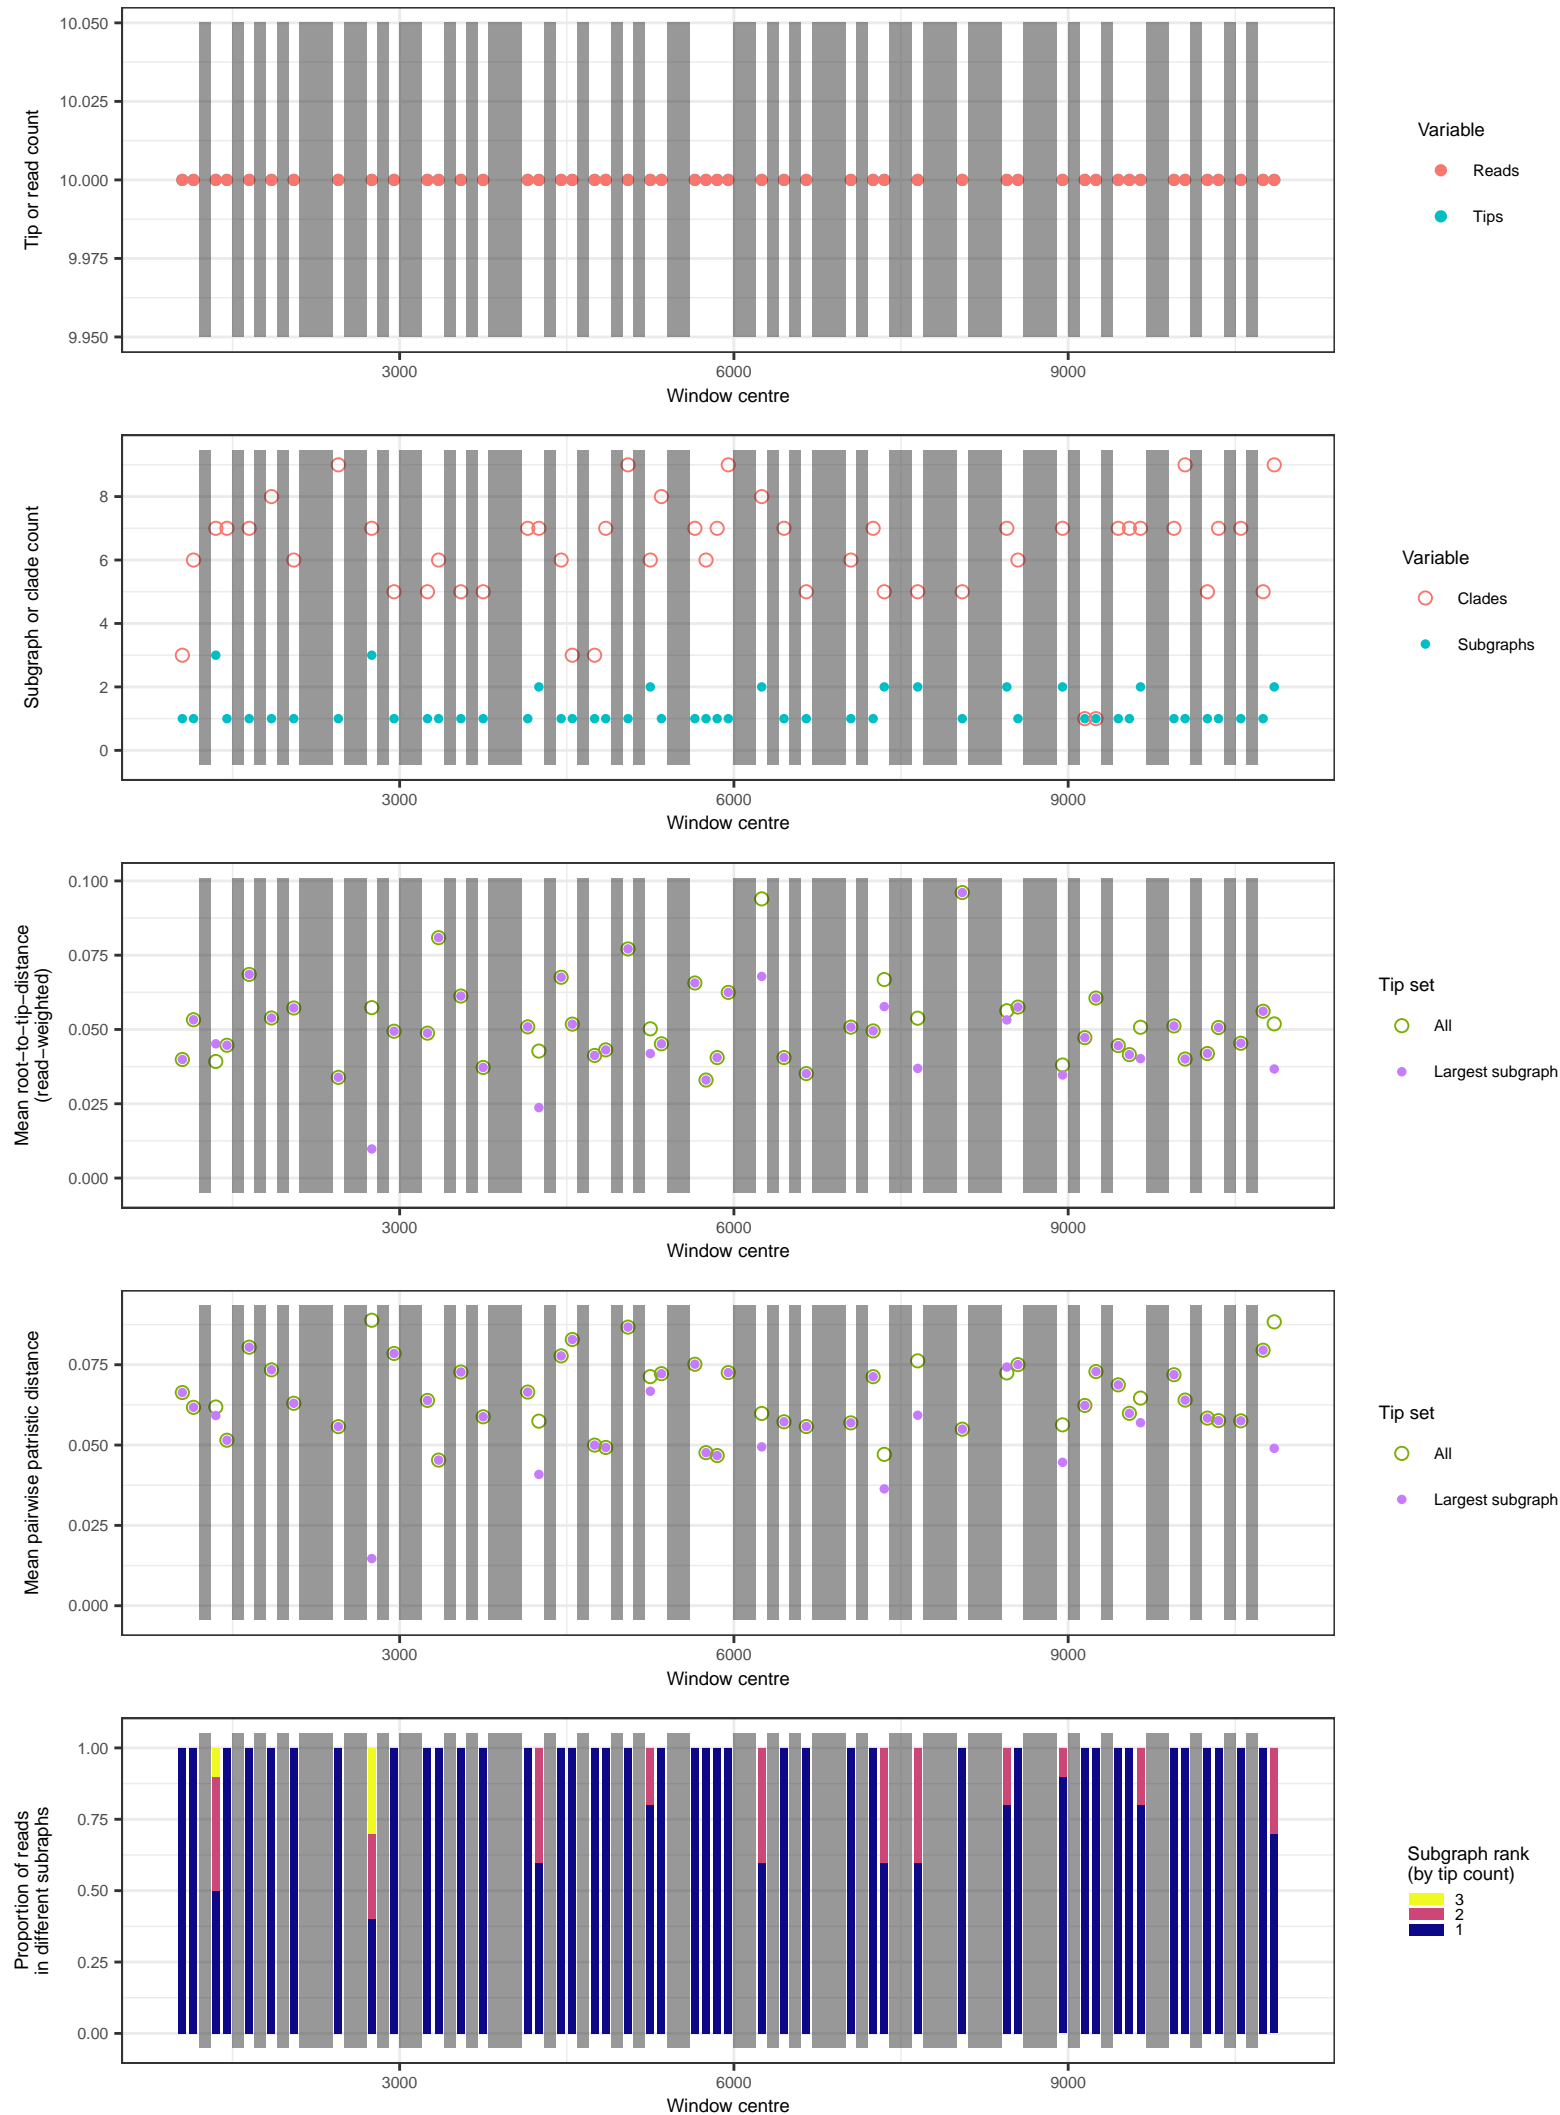 10.050
10.025
10.000
9.975
9.950
Tip or read count
3000 6000 9000
Window centre
Variable
Reads
Tips
8
6
4
2
0
Subgraph or clade count
3000 6000 9000
Window centre
Variable
Clades
Subgraphs
0.100
0.075
0.050
0.025
0.000
Mean root−to−tip−distance
(read−weighted)
3000 6000 9000
Window centre
Tip set
All
Largest subgraph
0.075
0.050
0.025
0.000
Mean pairwise patristic distance
3000 6000 9000
Window centre
Tip set
All
Largest subgraph
1.00
0.75
0.50
0.25
0.00
Proportion of reads
in different subraphs
3000 6000 9000
Window centre
Subgraph rank
(by tip count)
3
2
1